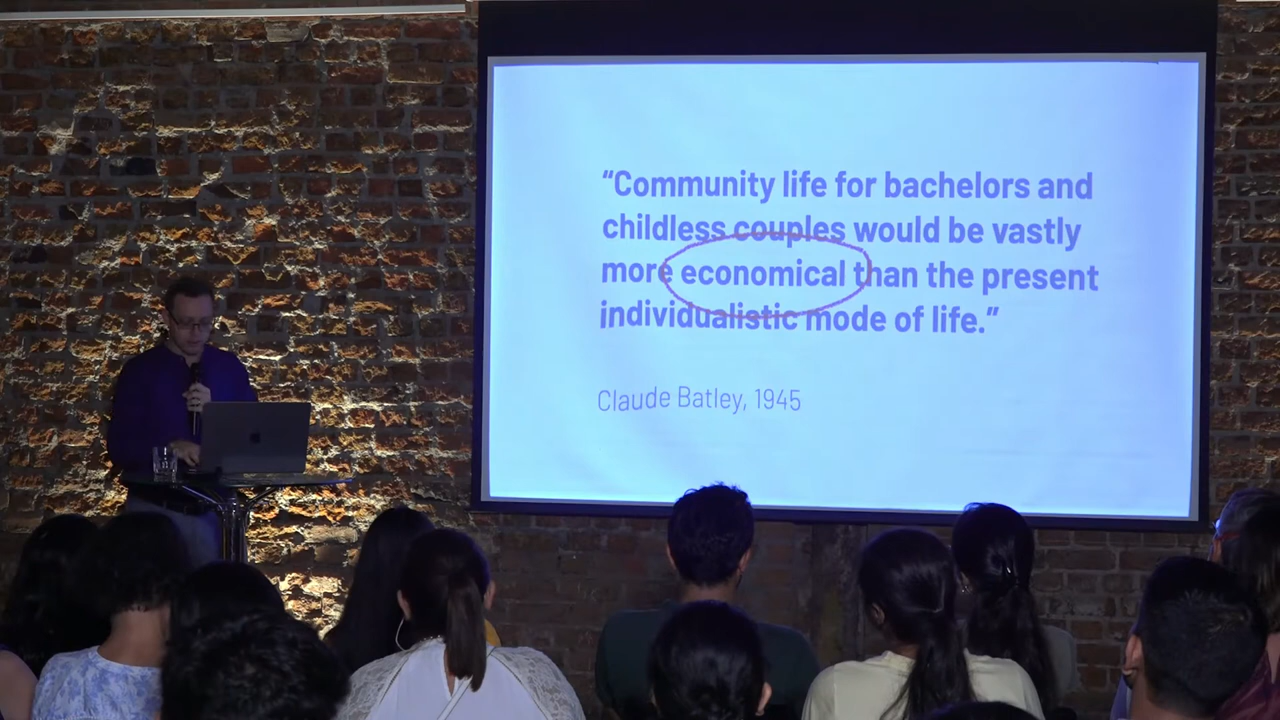 “Community life for bachelors and
childless couples would be vastly
more economical than the present
individualistic mode of life.”
Claude Batley, 1945